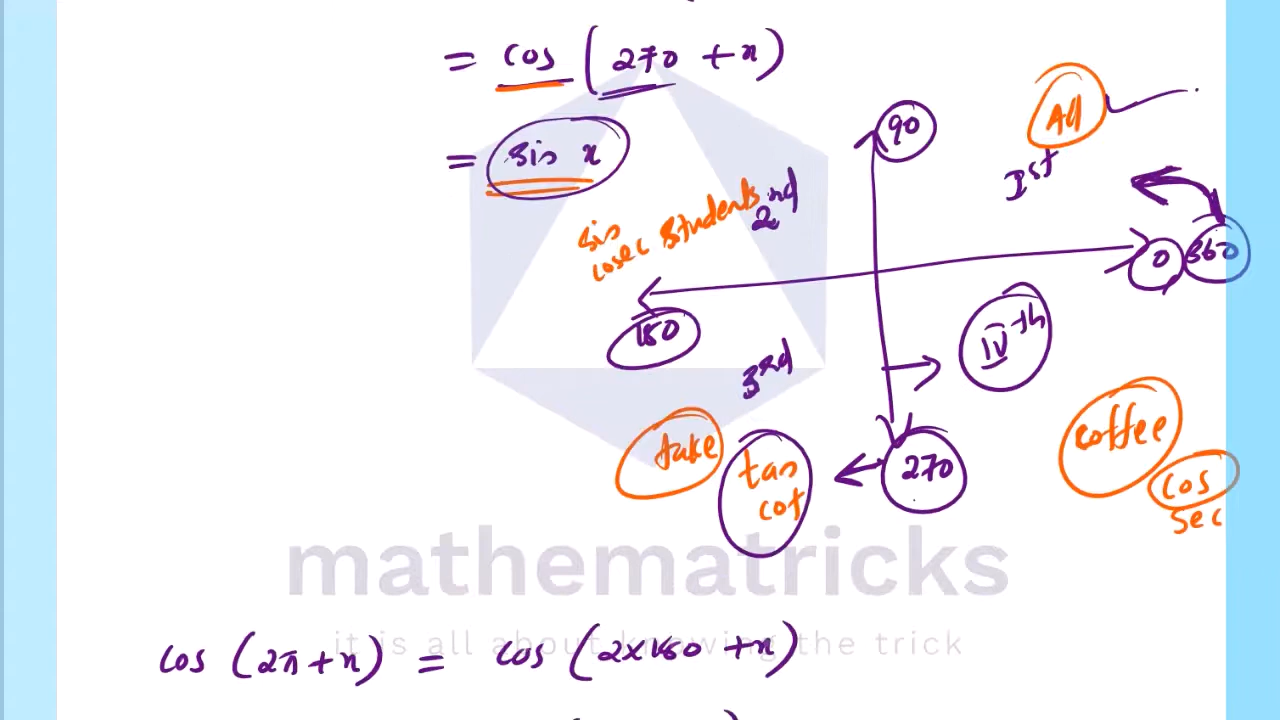 = cos (270 + x)
= sin x
90
All
Ist
2nd
sin
cosec students
0 360
180
IVth
3rd
take
tan
cot
270
coffee
cos
sec
mathematricks
it is all about knowing the trick
cos (2π + x) = cos (2×180 + x)